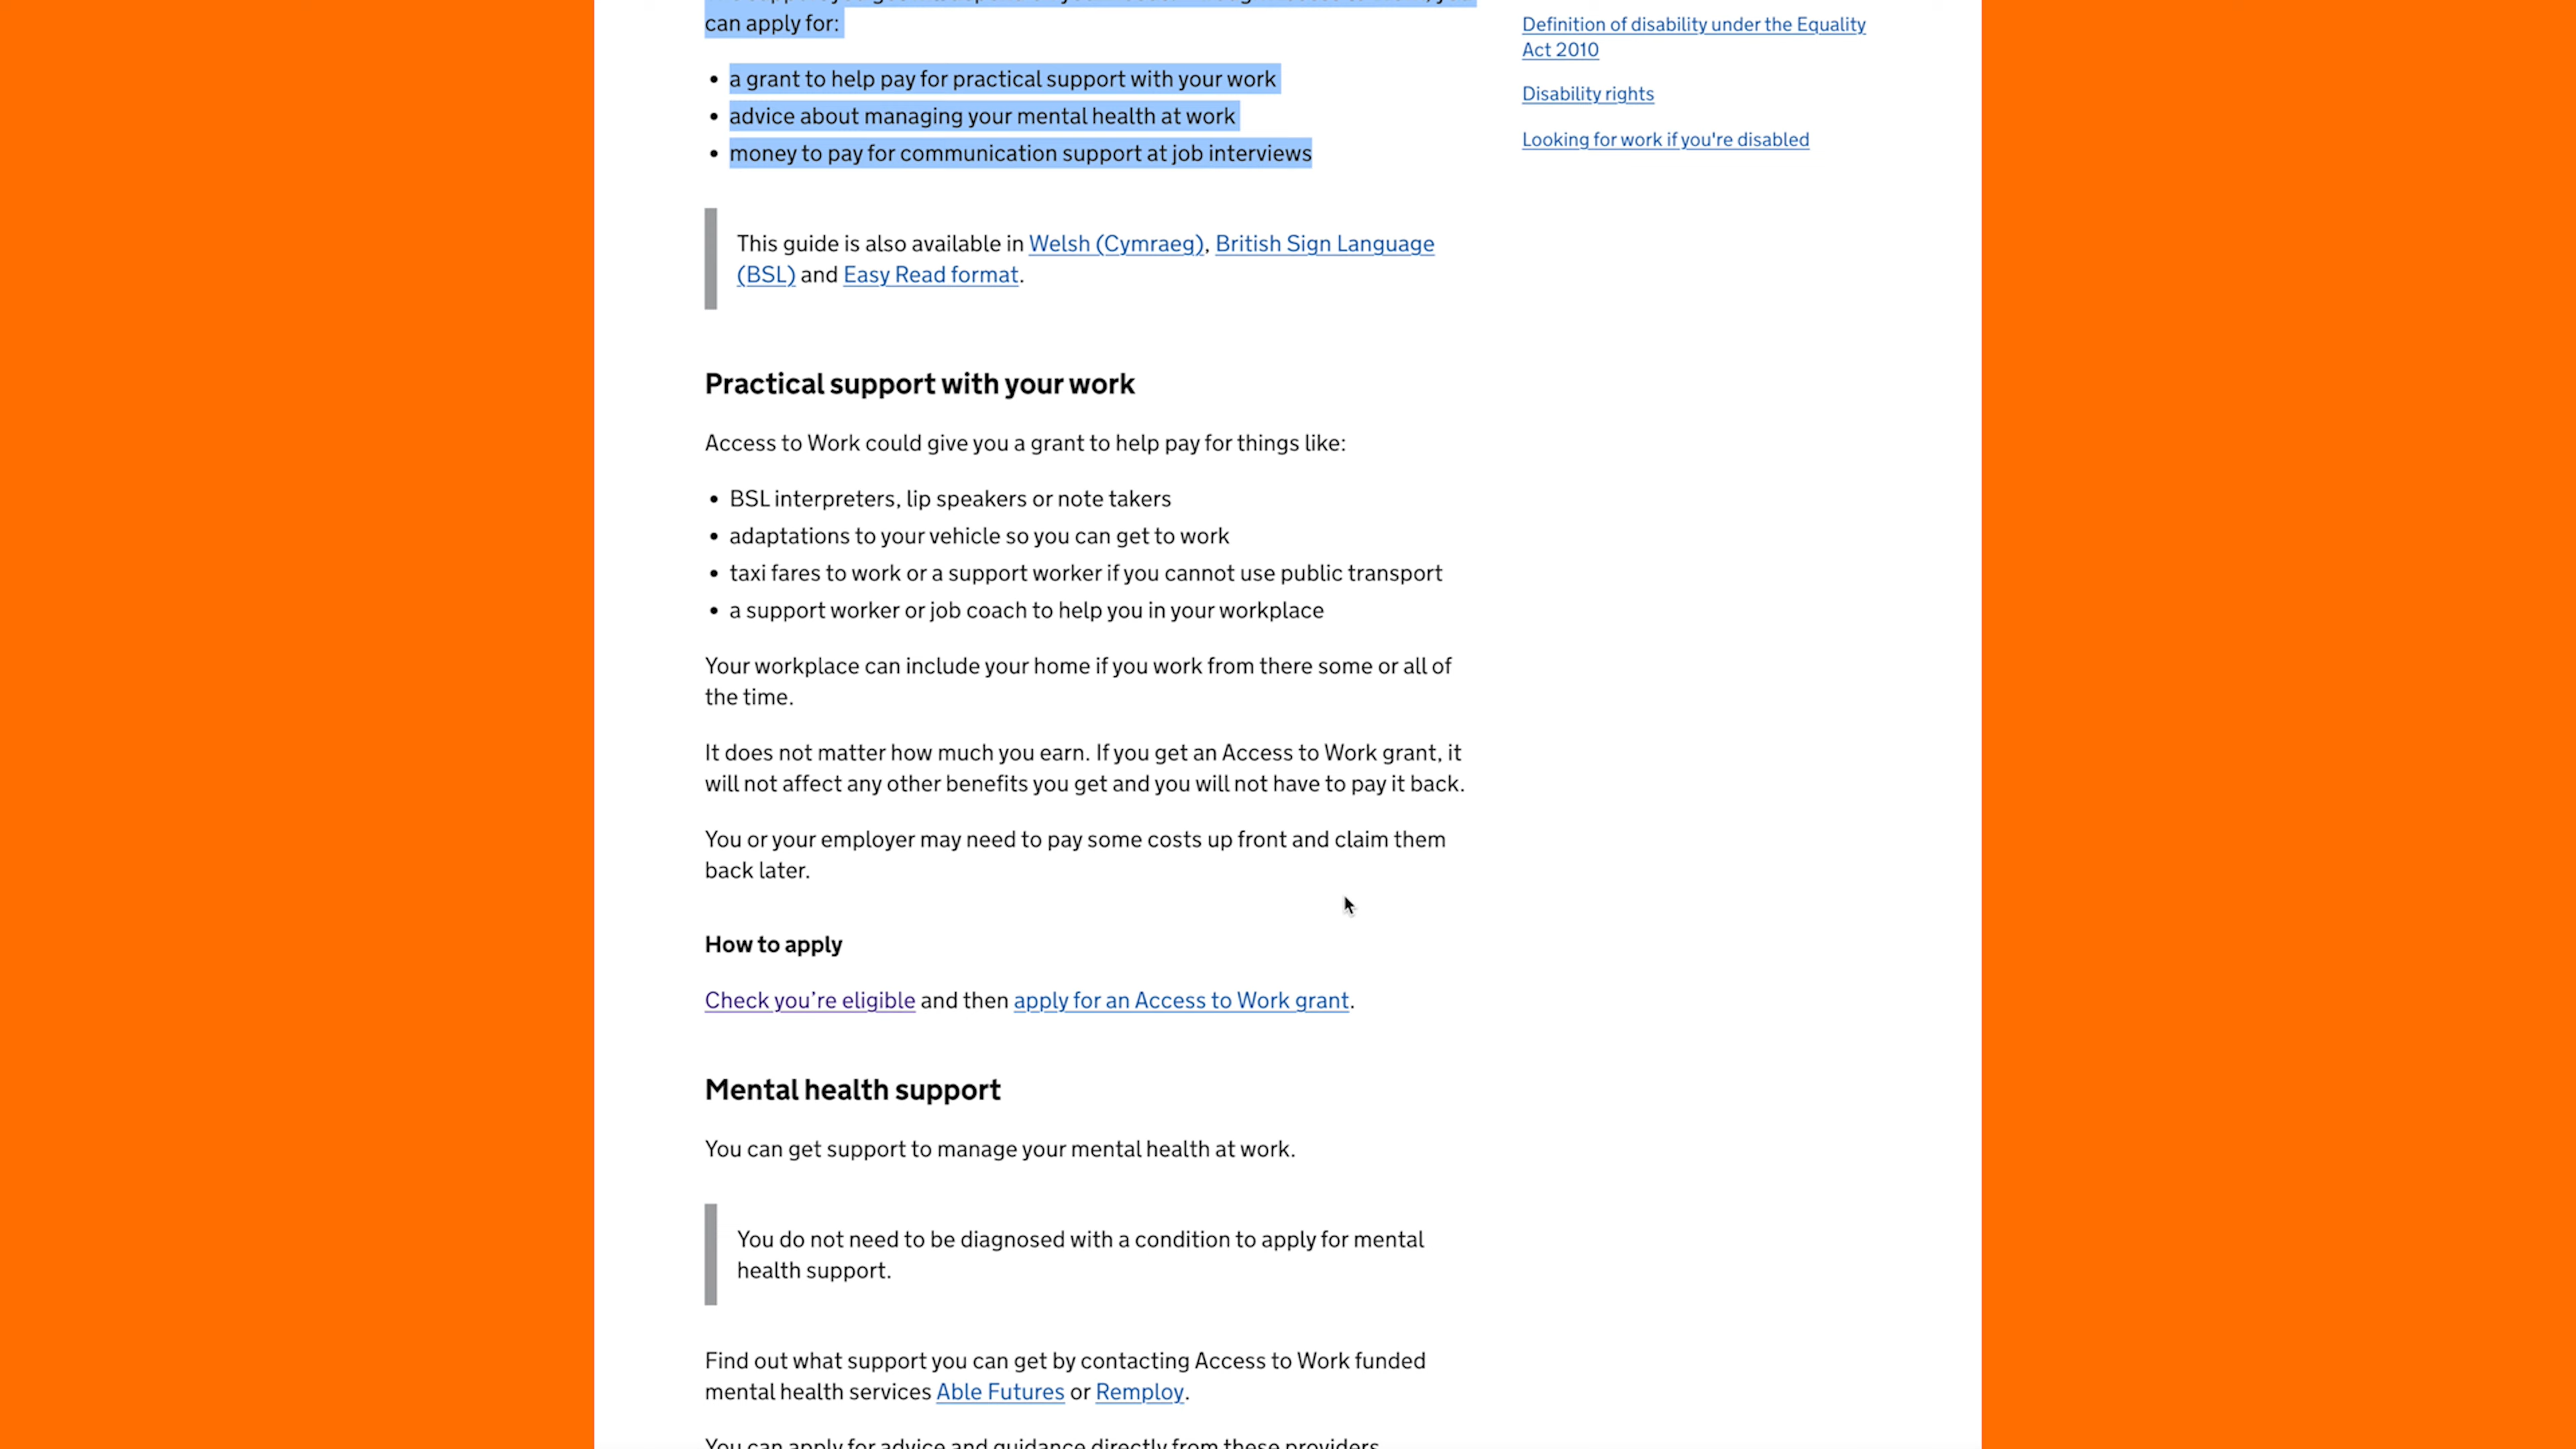 can apply for:
• a grant to help pay for practical support with your work
• advice about managing your mental health at work
• money to pay for communication support at job interviews
This guide is also available in Welsh (Cymraeg), British Sign Language
(BSL) and Easy Read format.
Practical support with your work
Access to Work could give you a grant to help pay for things like:
• BSL interpreters, lip speakers or note takers
• adaptations to your vehicle so you can get to work
• taxi fares to work or a support worker if you cannot use public transport
• a support worker or job coach to help you in your workplace
Your workplace can include your home if you work from there some or all of
the time.
It does not matter how much you earn. If you get an Access to Work grant, it
will not affect any other benefits you get and you will not have to pay it back.
You or your employer may need to pay some costs up front and claim them
back later.
How to apply
Check you’re eligible and then apply for an Access to Work grant.
Mental health support
You can get support to manage your mental health at work.
You do not need to be diagnosed with a condition to apply for mental
health support.
Find out what support you can get by contacting Access to Work funded
mental health services Able Futures or Remploy.
You can apply for advice and guidance directly from these providers
Definition of disability under the Equality
Act 2010
Disability rights
Looking for work if you're disabled